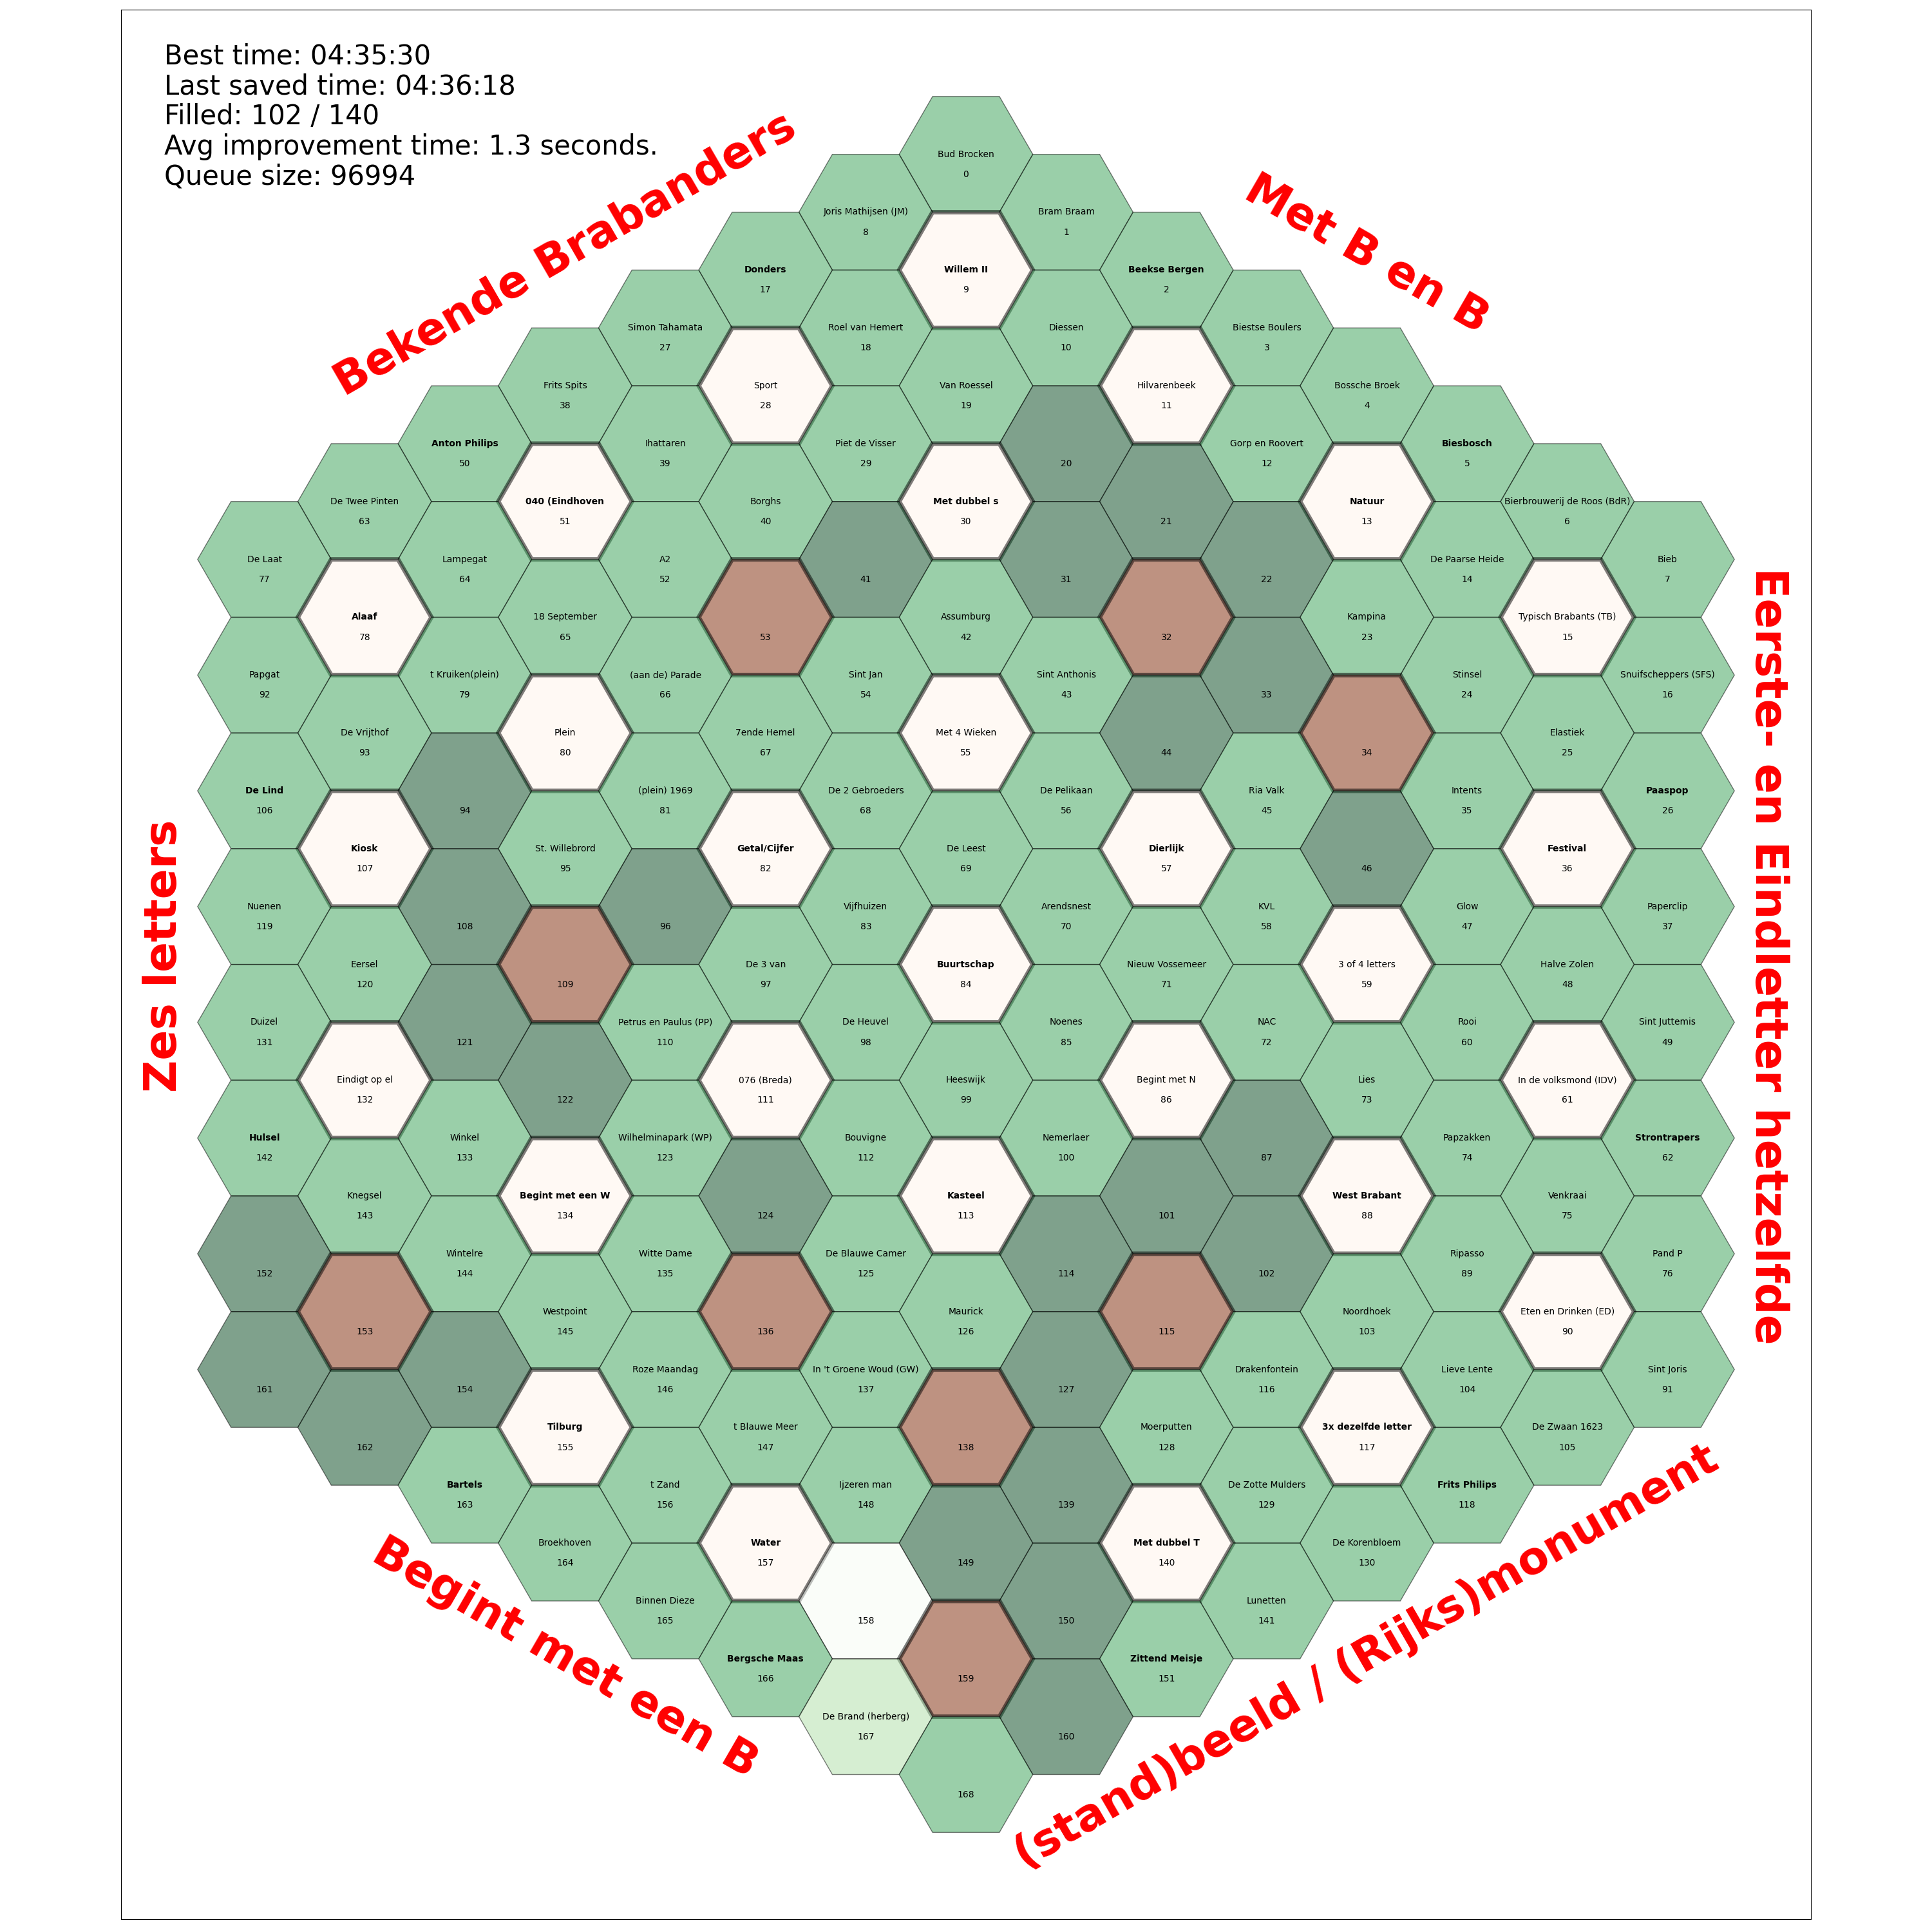 Best time: 04:35:30
Last saved time: 04:36:18
Filled: 102 / 140
Avg improvement time: 1.3 seconds.
Queue size: 96994
Bekende Brabanders
Met B en B
Eerste- en Eindletter hetzelfde
(stand)beeld / (Rijks)monument
Begint met een B
Zes letters
Bud Brocken
0
Bram Braam
1
Beekse Bergen
2
Biestse Boulers
3
Bossche Broek
4
Biesbosch
5
Bierbrouwerij de Roos (BdR)
6
Bieb
7
Joris Mathijsen (JM)
8
Willem II
9
Diessen
10
Hilvarenbeek
11
Gorp en Roovert
12
Natuur
13
De Paarse Heide
14
Typisch Brabants (TB)
15
Snuifscheppers (SFS)
16
Donders
17
Roel van Hemert
18
Van Roessel
19
20
21
22
Kampina
23
Stinsel
24
Elastiek
25
Paaspop
26
Simon Tahamata
27
Sport
28
Piet de Visser
29
Met dubbel s
30
31
32
33
34
Intents
35
Festival
36
Paperclip
37
Frits Spits
38
Ihattaren
39
Borghs
40
41
Assumburg
42
Sint Anthonis
43
44
Ria Valk
45
46
Glow
47
Halve Zolen
48
Sint Juttemis
49
Anton Philips
50
040 (Eindhoven
51
A2
52
53
Sint Jan
54
Met 4 Wieken
55
De Pelikaan
56
Dierlijk
57
KVL
58
3 of 4 letters
59
Rooi
60
In de volksmond (IDV)
61
Strontrapers
62
De Twee Pinten
63
Lampegat
64
18 September
65
(aan de) Parade
66
7ende Hemel
67
De 2 Gebroeders
68
De Leest
69
Arendsnest
70
Nieuw Vossemeer
71
NAC
72
Lies
73
Papzakken
74
Venkraai
75
Pand P
76
De Laat
77
Alaaf
78
t Kruiken(plein)
79
Plein
80
(plein) 1969
81
Getal/Cijfer
82
Vijfhuizen
83
Buurtschap
84
Noenes
85
Begint met N
86
87
West Brabant
88
Ripasso
89
Eten en Drinken (ED)
90
Sint Joris
91
Papgat
92
De Vrijthof
93
94
St. Willebrord
95
96
De 3 van
97
De Heuvel
98
Heeswijk
99
Nemerlaer
100
101
102
Noordhoek
103
Lieve Lente
104
De Zwaan 1623
105
De Lind
106
Kiosk
107
108
109
Petrus en Paulus (PP)
110
076 (Breda)
111
Bouvigne
112
Kasteel
113
114
115
Drakenfontein
116
3x dezelfde letter
117
Frits Philips
118
Nuenen
119
Eersel
120
121
122
Wilhelminapark (WP)
123
124
De Blauwe Camer
125
Maurick
126
127
Moerputten
128
De Zotte Mulders
129
De Korenbloem
130
Duizel
131
Eindigt op el
132
Winkel
133
Begint met een W
134
Witte Dame
135
136
In 't Groene Woud (GW)
137
138
139
Met dubbel T
140
Lunetten
141
Hulsel
142
Knegsel
143
Wintelre
144
Westpoint
145
Roze Maandag
146
t Blauwe Meer
147
Ijzeren man
148
149
150
Zittend Meisje
151
152
153
154
Tilburg
155
t Zand
156
Water
157
158
159
160
161
162
Bartels
163
Broekhoven
164
Binnen Dieze
165
Bergsche Maas
166
De Brand (herberg)
167
168